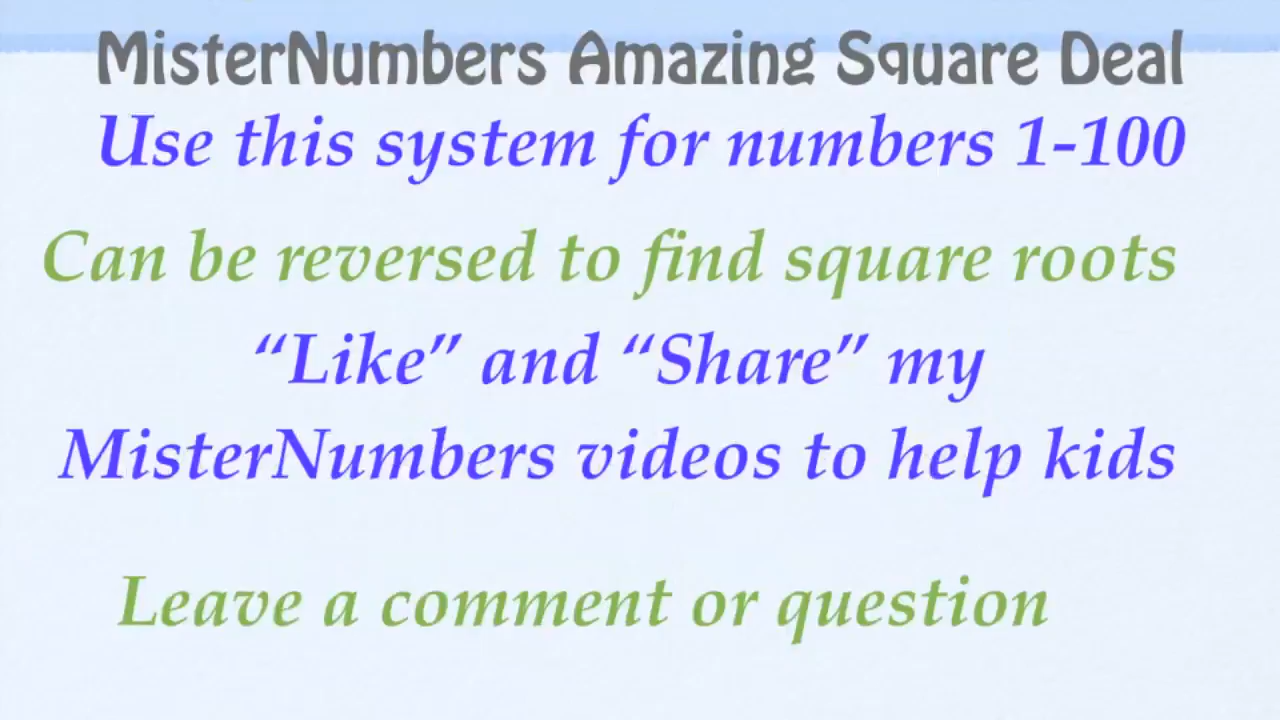 MisterNumbers Amazing Square Deal
Use this system for numbers 1-100
Can be reversed to find square roots
“Like” and “Share” my
MisterNumbers videos to help kids
Leave a comment or question